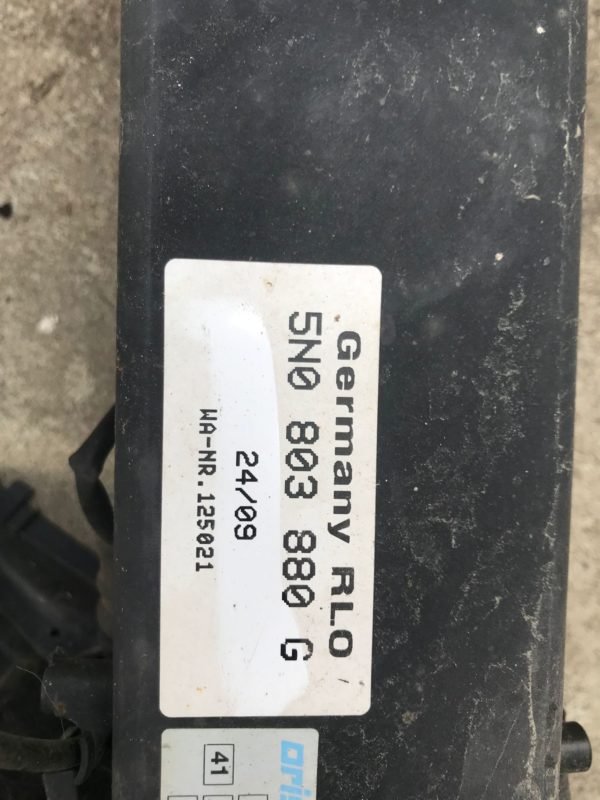 Germany RLO
5N0 803 880 G
24/09
WA-NR.125021
41